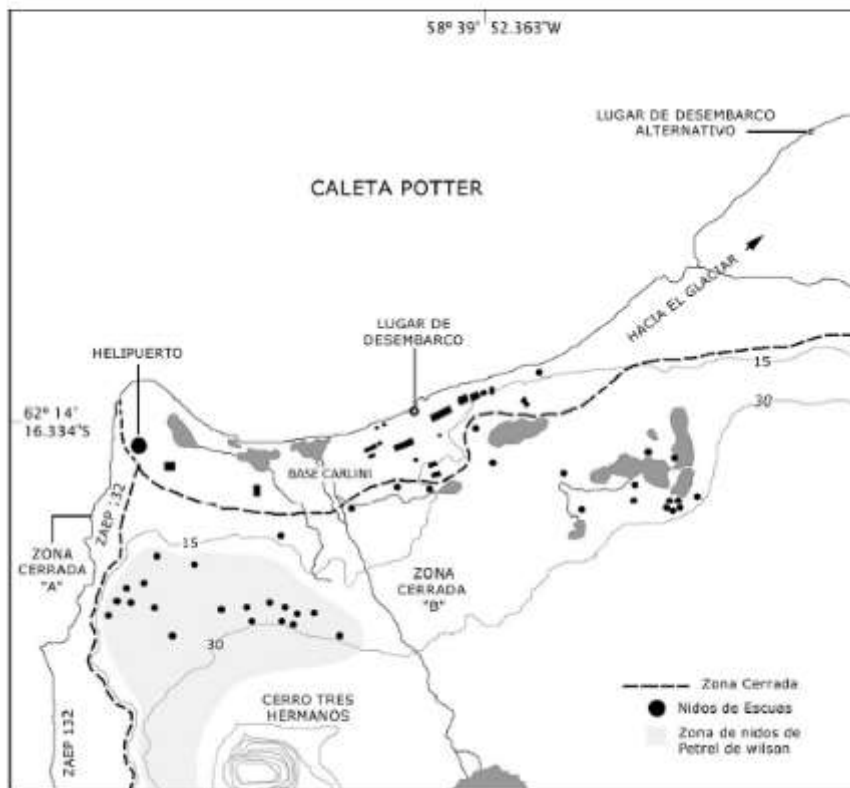 58º 39' 52.363"W
LUGAR DE DESEMBARCO
ALTERNATIVO
CALETA POTTER
HACIA EL GLACIAR
LUGAR DE
DESEMBARCO
HELIPUERTO
15
30
62º 14'
16.334"S
BASE CARLINI
ZAEP 132
ZONA
CERRADA
"A"
15
ZONA
CERRADA
"B"
30
CERRO TRES
HERMANOS
ZAEP 132
Zona Cerrada
Nidos de Escuas
Zona de nidos de
Petrel de wilson